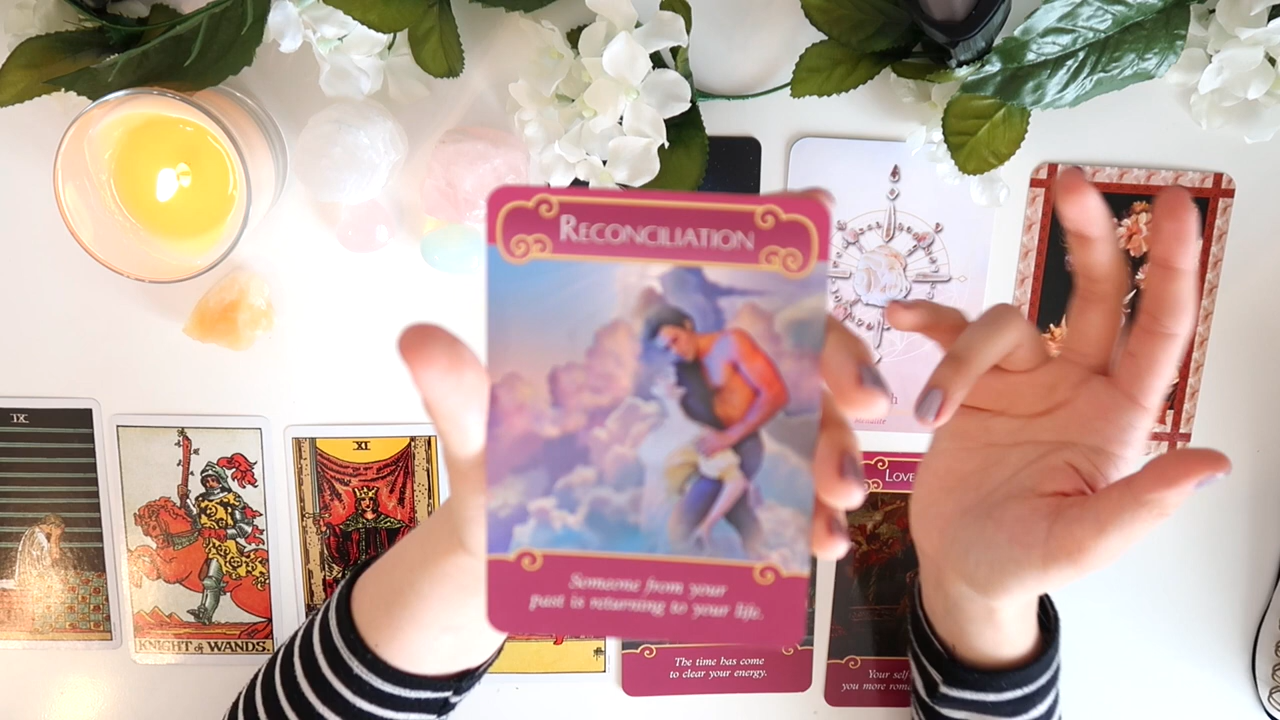 RECONCILIATION
Someone from your
past is returning to your life.
IX
KNIGHT of WANDS.
XI
LOVE
The time has come
to clear your energy.
Your self
you more